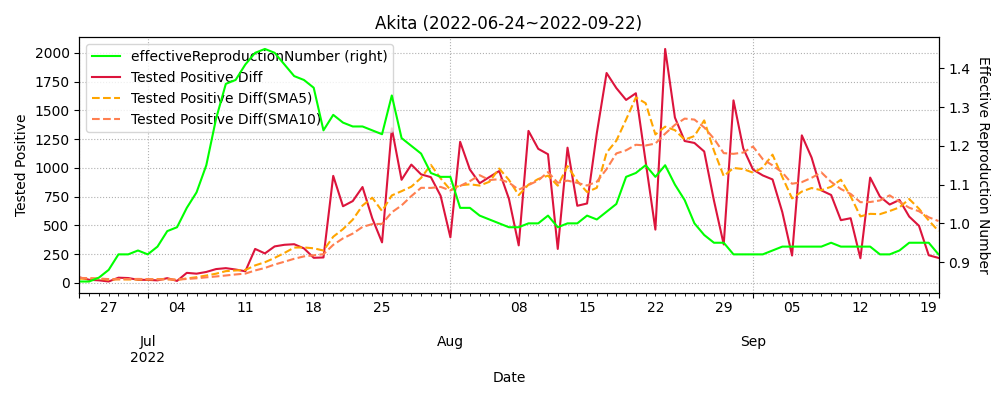 Akita (2022-06-24~2022-09-22)
effectiveReproductionNumber (right)
Tested Positive Diff
Tested Positive Diff(SMA5)
Tested Positive Diff(SMA10)
Tested Positive
2000
1750
1500
1250
1000
750
500
250
0
1.4
1.3
1.2
1.1
1.0
0.9
Effective Reproduction Number
27 04 11 18 25 08 15 22 29 05 12 19
Jul Aug Sep
2022
Date